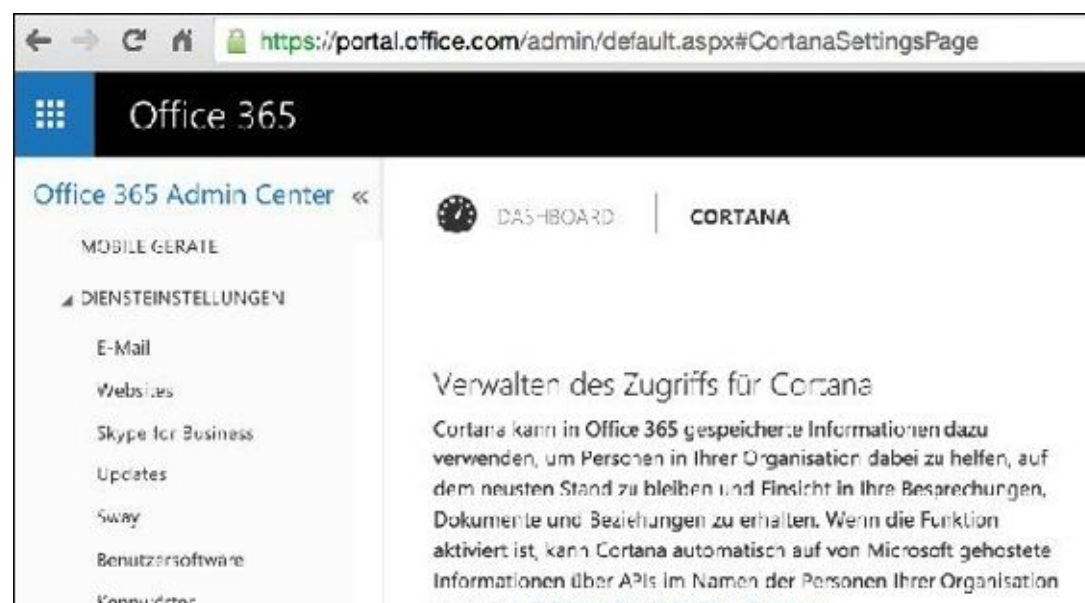 https://portal.office.com/admin/default.aspx#CortanaSettingsPage
Office 365
Office 365 Admin Center «
DASHBOARD
CORTANA
MOBILE GERÄTE
DIENSTEINSTELLUNGEN
E-Mail
Websites
Skype for Business
Updates
Sway
Benutzersoftware
Verwalten des Zugriffs für Cortana
Cortana kann in Office 365 gespeicherte Informationen dazu
verwenden, um Personen in Ihrer Organisation dabei zu helfen, auf
dem neusten Stand zu bleiben und Einsicht in Ihre Besprechungen,
Dokumente und Beziehungen zu erhalten. Wenn die Funktion
aktiviert ist, kann Cortana automatisch auf von Microsoft gehostete
Informationen über APIs im Namen der Personen Ihrer Organisation